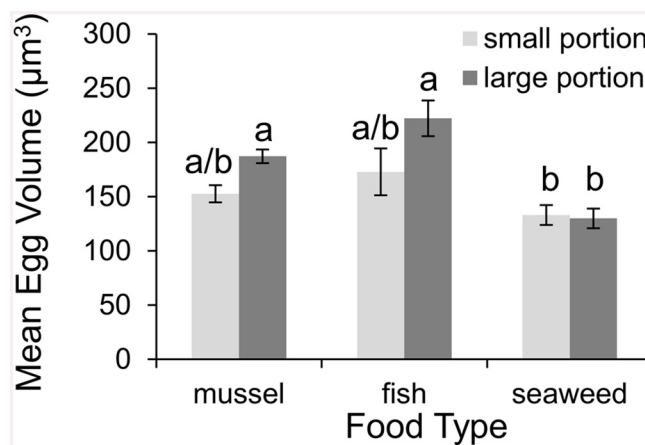 Mean Egg Volume (µm³)
300
250
200
150
100
50
0
small portion
large portion
a/b
a
a/b
a
b
b
mussel
fish
seaweed
Food Type